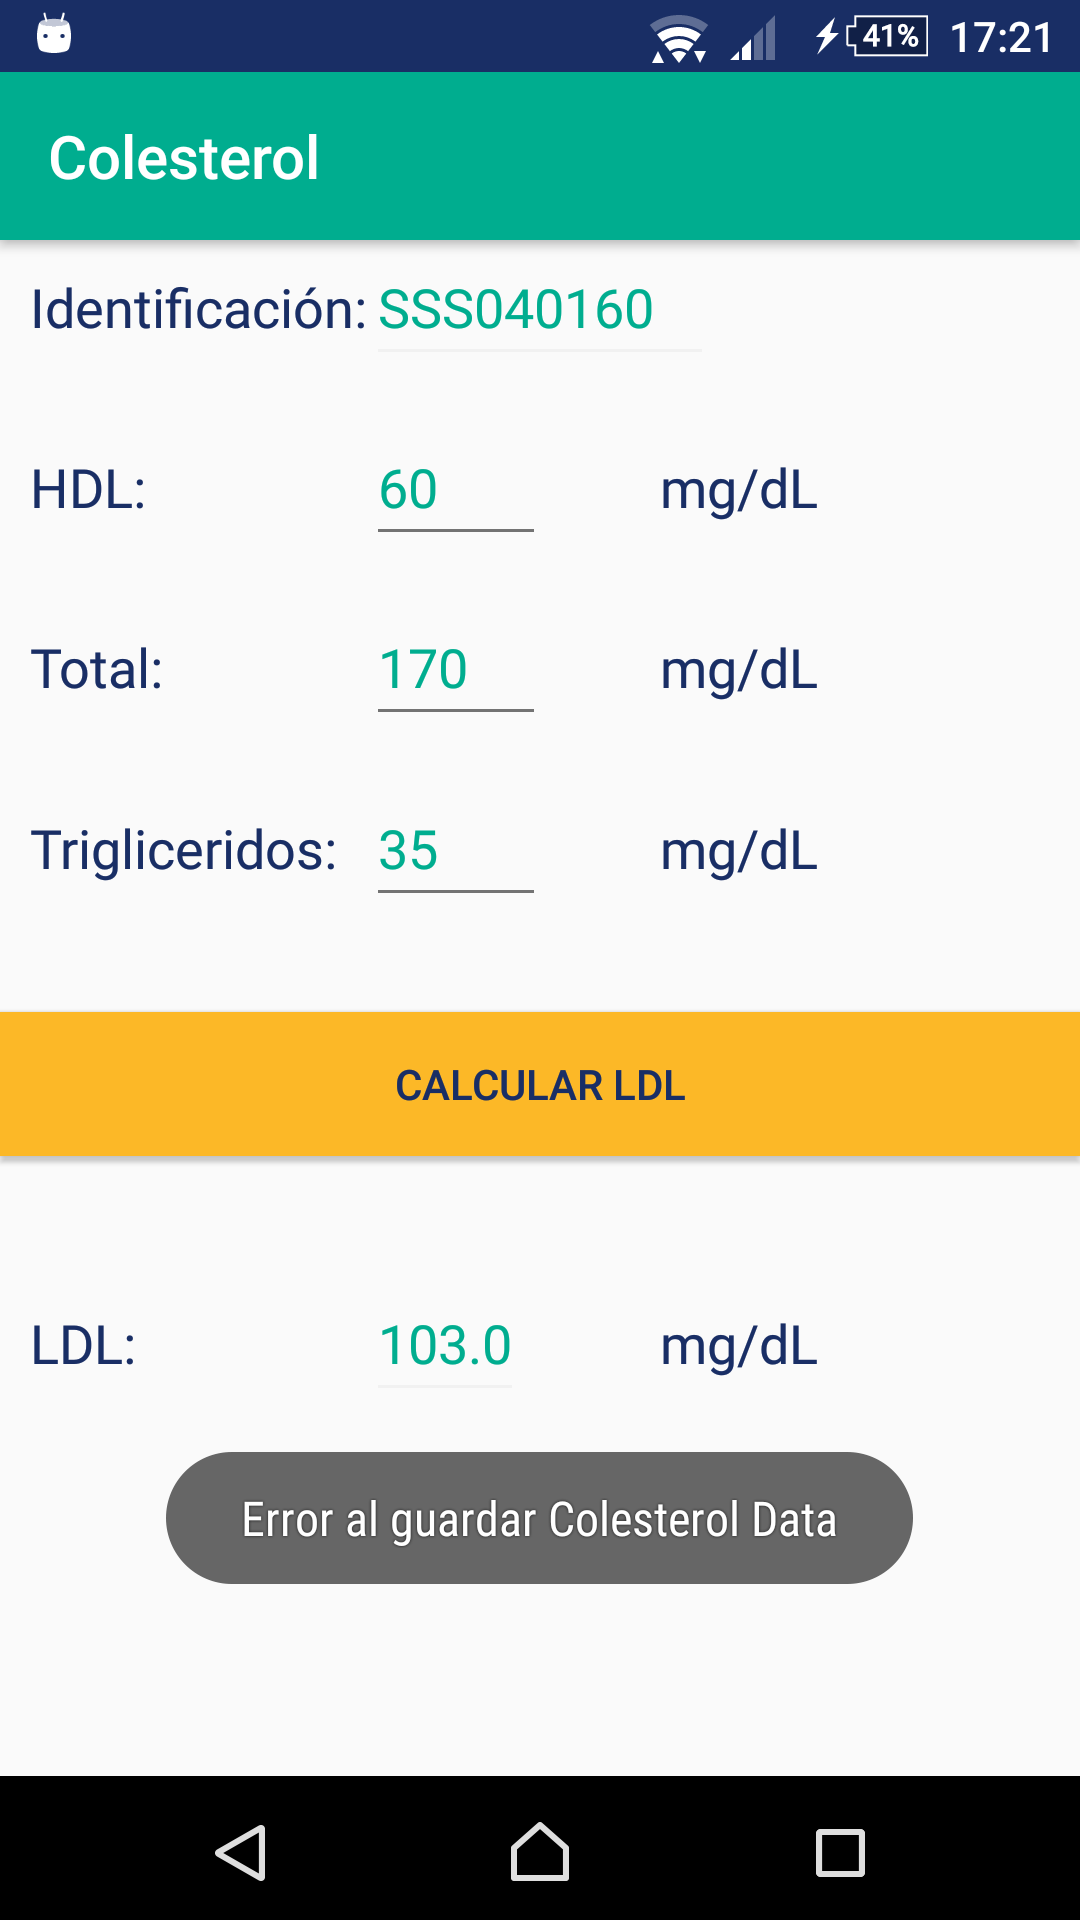 41% 17:21
Colesterol
Identificación: SSS040160
HDL: 60 mg/dL
Total: 170 mg/dL
Trigliceridos: 35 mg/dL
CALCULAR LDL
LDL: 103.0 mg/dL
Error al guardar Colesterol Data